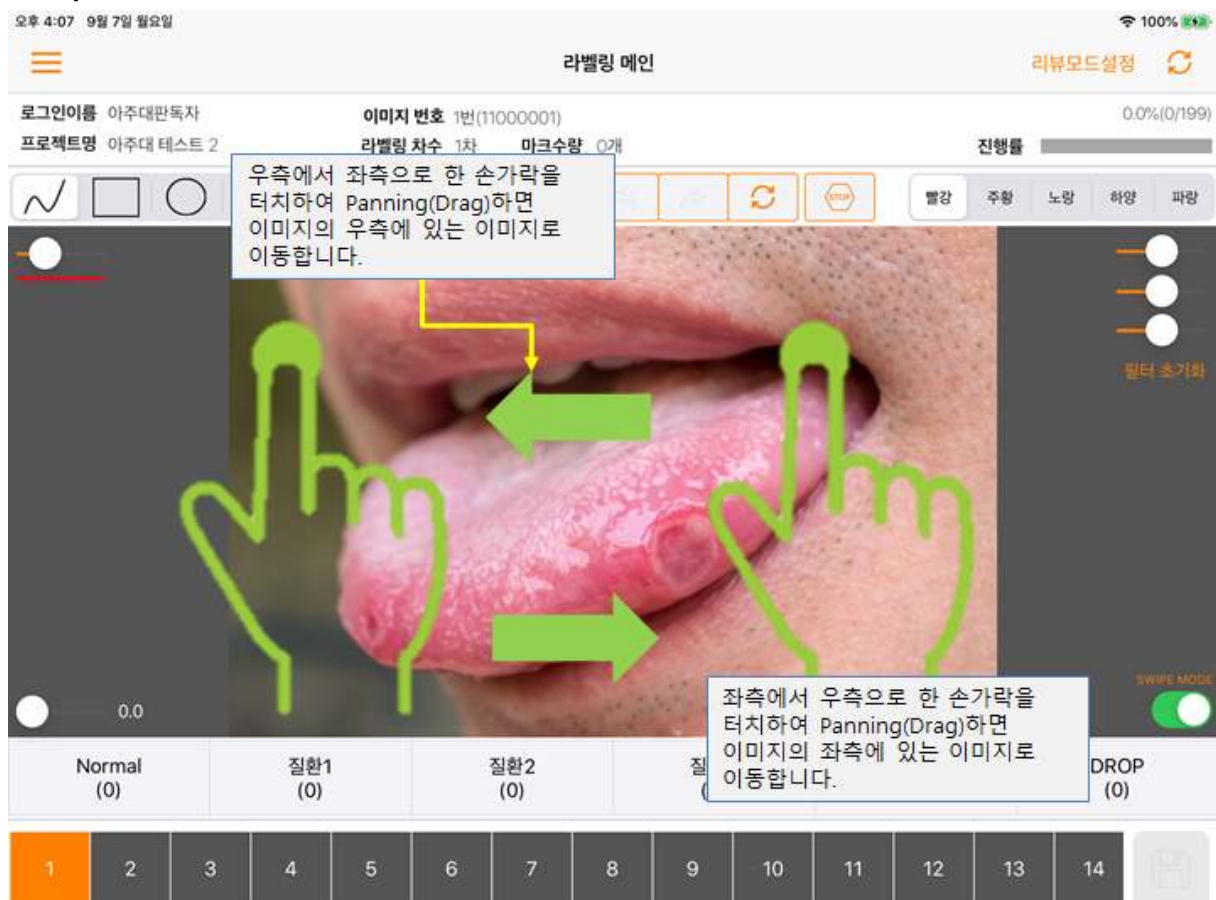 오후 4:07 9월 7일 월요일 100%
라벨링 메인 리뷰모드설정
로그인이름 아주대판독자 이미지 번호 1번(11000001) 0.0%(0/199)
프로젝트명 아주대 테스트 2 라벨링 차수 1차 마크수량 0개 진행률
우측에서 좌측으로 한 손가락을
터치하여 Panning(Drag)하면
이미지의 우측에 있는 이미지로
이동합니다.
STOP 빨강 주황 노랑 하양 파랑
필터 초기화
SWIPE MODE
0.0
좌측에서 우측으로 한 손가락을
터치하여 Panning(Drag)하면
이미지의 좌측에 있는 이미지로
이동합니다.
Normal 질환1 질환2 질 DROP
(0) (0) (0) (0)
1 2 3 4 5 6 7 8 9 10 11 12 13 14